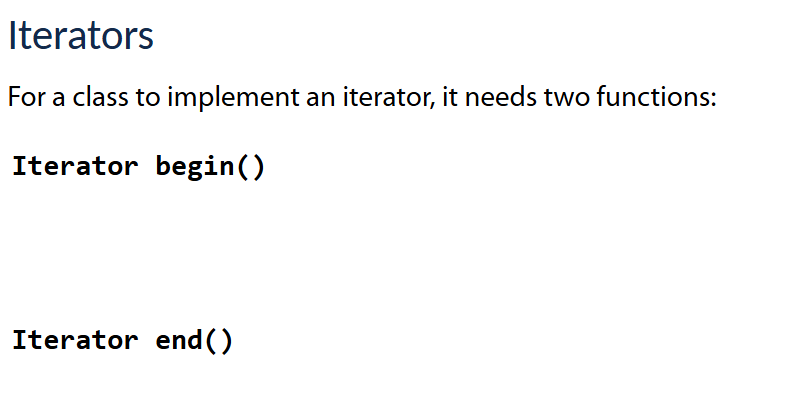 Iterators
For a class to implement an iterator, it needs two functions:
Iterator begin()
Iterator end()